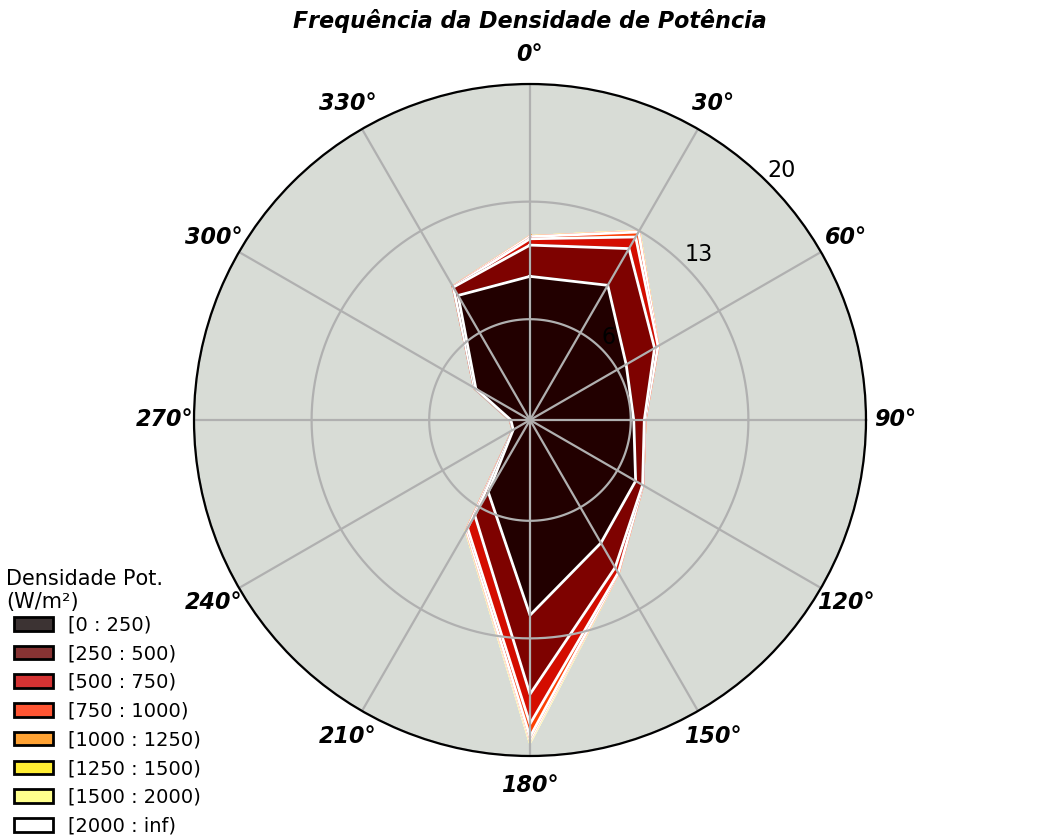 Frequência da Densidade de Potência
0°
330°
30°
20
300°
60°
13
6
270°
90°
240°
120°
210°
150°
180°
Densidade Pot.
(W/m²)
[0 : 250)
[250 : 500)
[500 : 750)
[750 : 1000)
[1000 : 1250)
[1250 : 1500)
[1500 : 2000)
[2000 : inf)